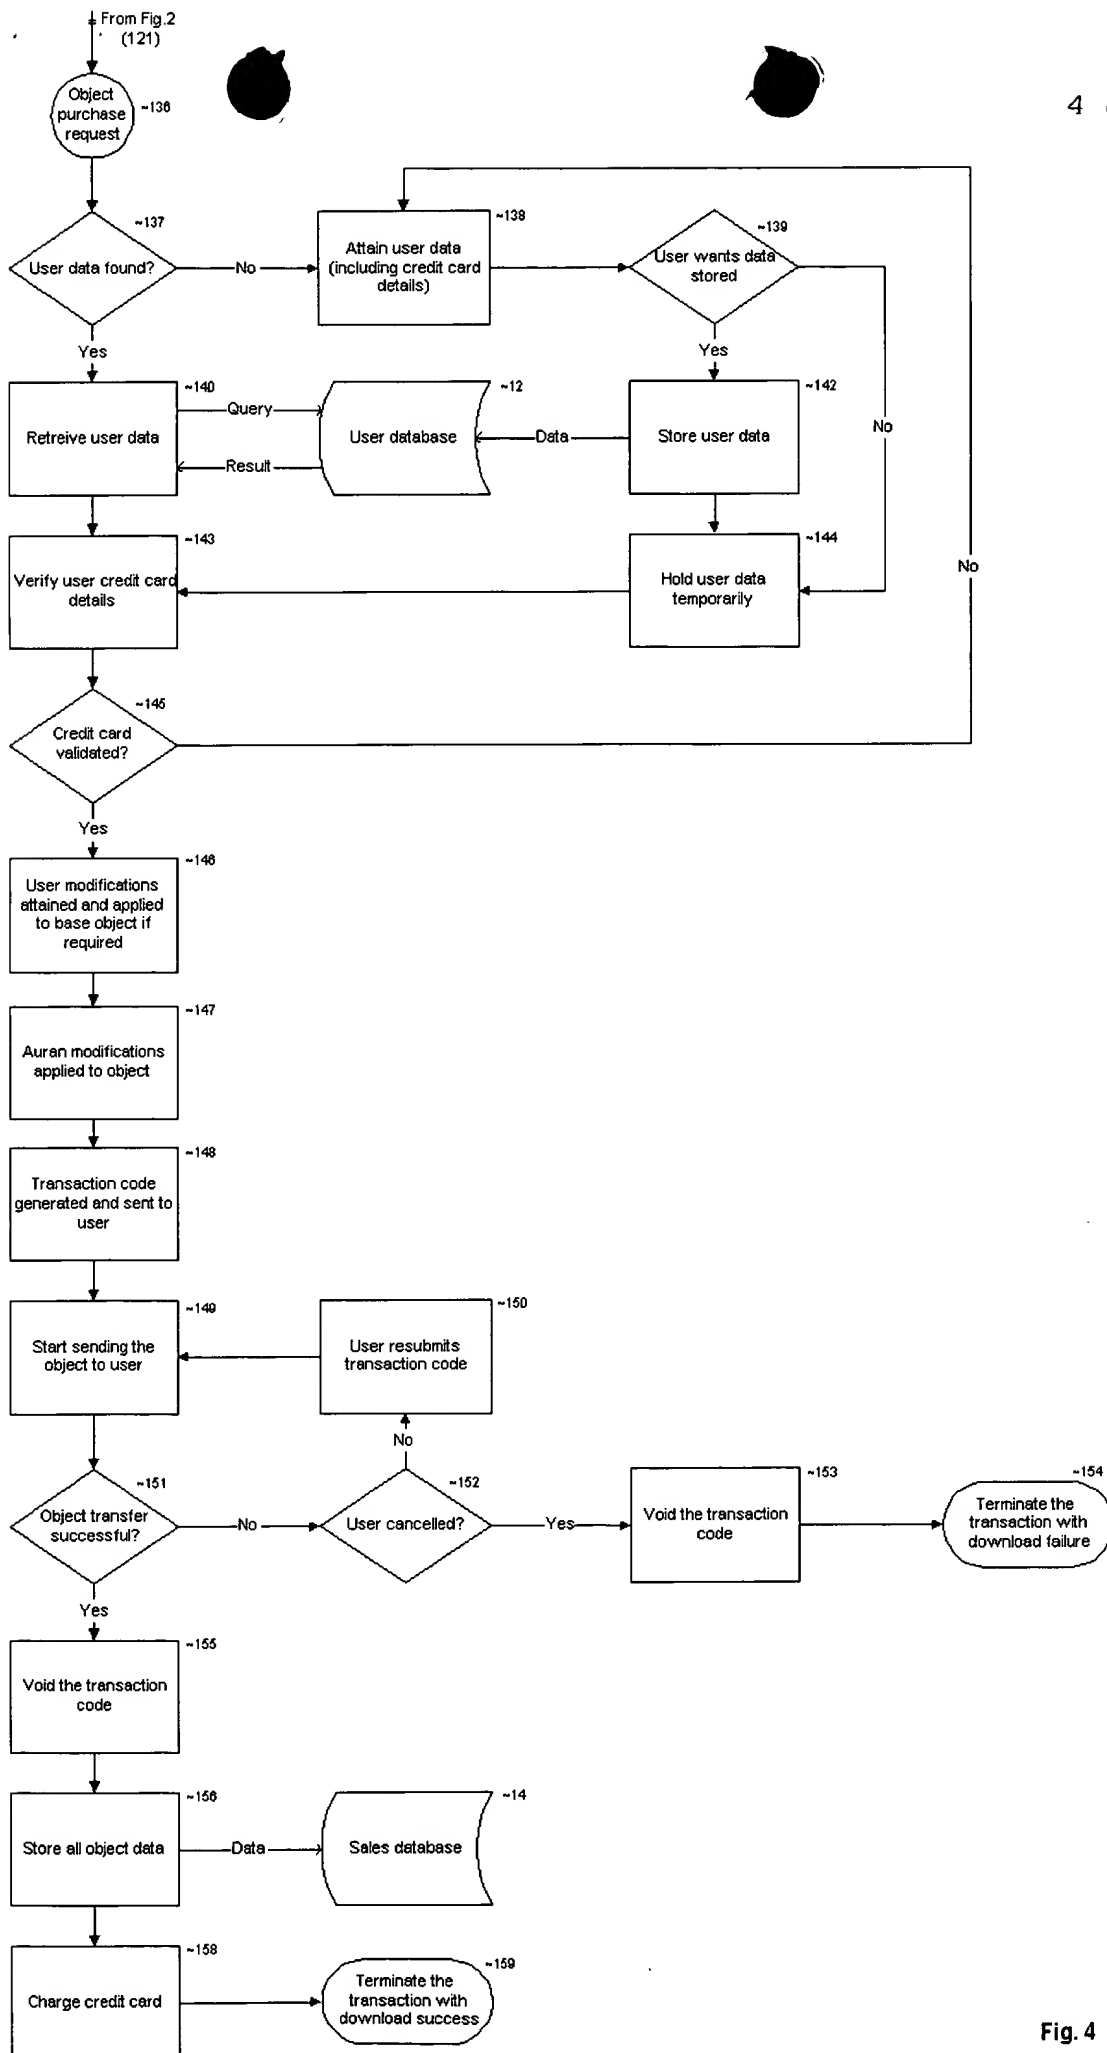 From Fig.2
(121)
Object
purchase
request
~136
4
~137
User data found?
No
~138
Attain user data
(including credit card
details)
~139
User wants data
stored
Yes
Yes
No
~140
Retreive user data
Query
Result
~12
User database
Data
~142
Store user data
~143
Verify user credit card
details
~144
Hold user data
temporarily
No
~145
Credit card
validated?
Yes
~146
User modifications
attained and applied
to base object if
required
~147
Auran modifications
applied to object
~148
Transaction code
generated and sent to
user
~149
Start sending the
object to user
~150
User resubmits
transaction code
No
~151
Object transfer
successful?
No
~152
User cancelled?
Yes
~153
Void the transaction
code
~154
Terminate the
transaction with
download failure
Yes
~155
Void the transaction
code
~156
Store all object data
Data
~14
Sales database
~158
Charge credit card
~159
Terminate the
transaction with
download success
Fig. 4